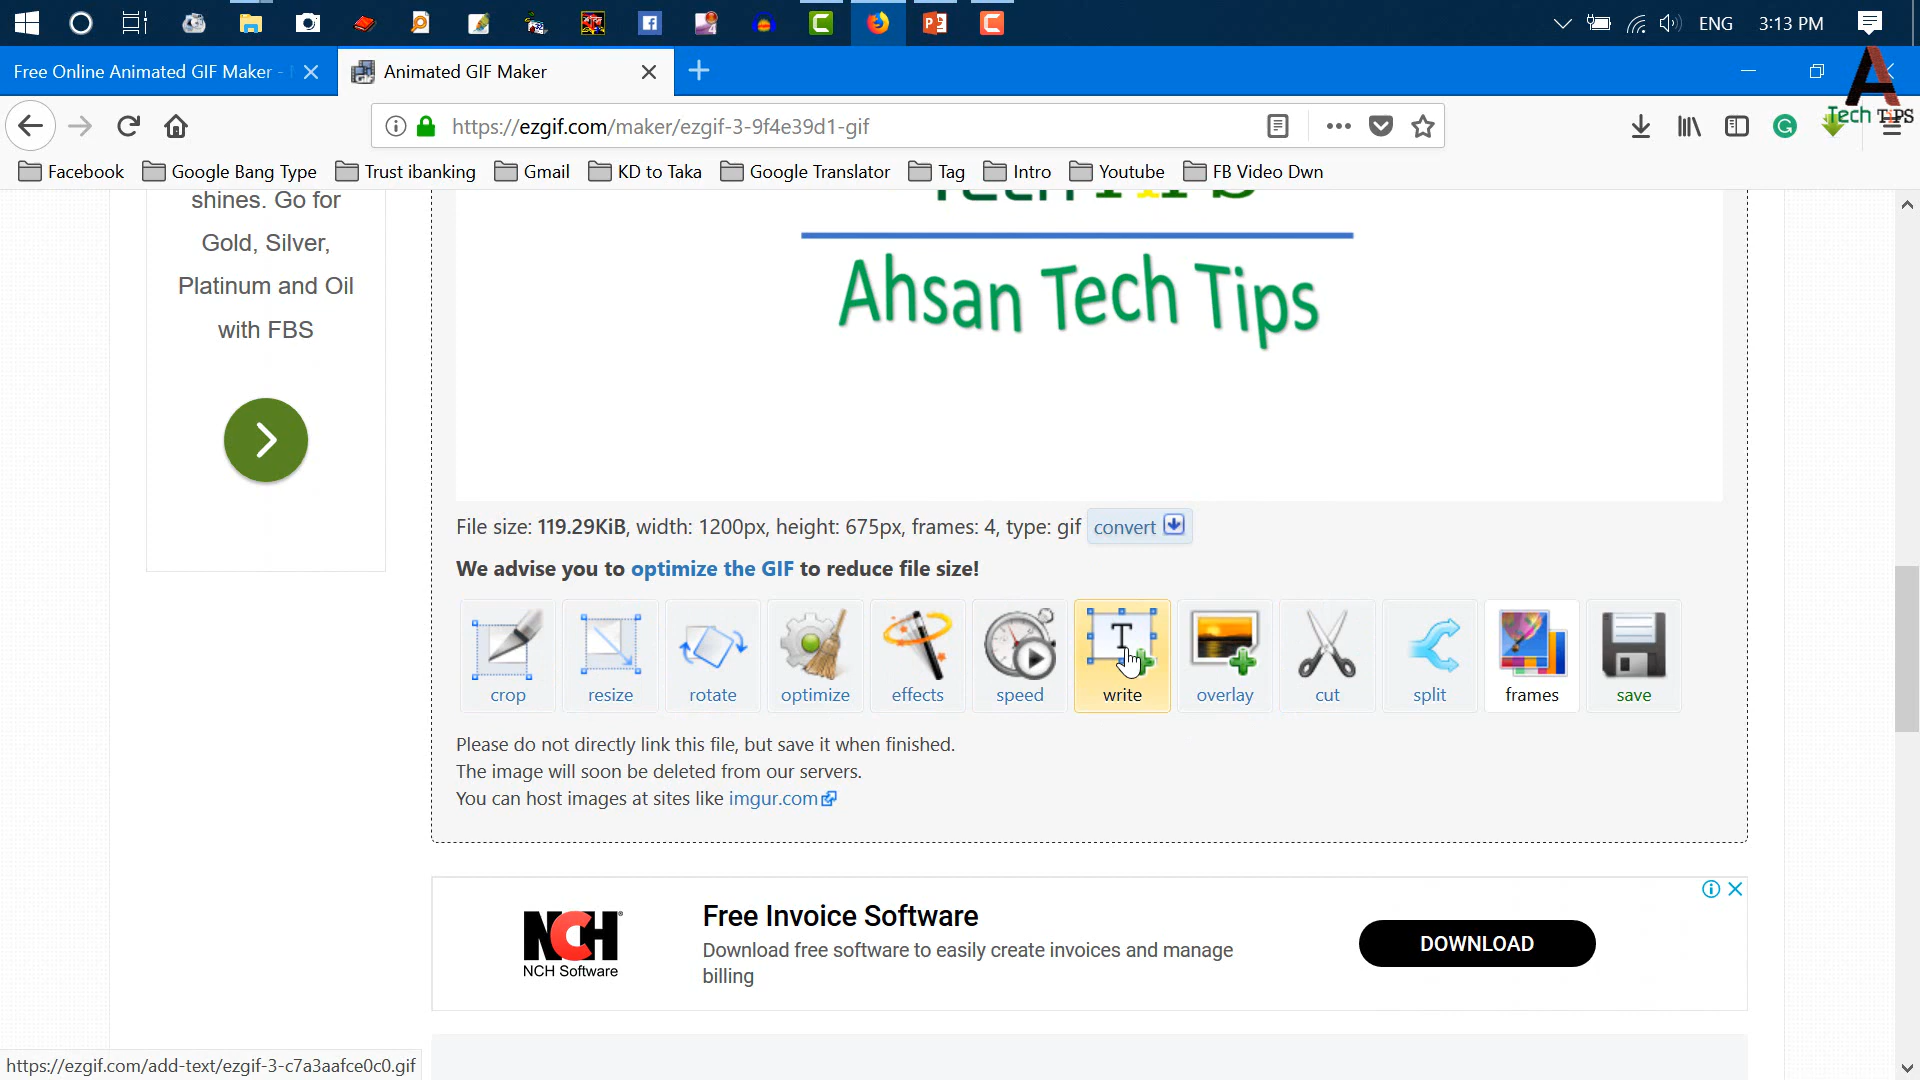 ENG
3:13 PM
Free Online Animated GIF Maker -
Animated GIF Maker
https://ezgif.com/maker/ezgif-3-9f4e39d1-gif
Tech TiPS
Facebook
Google Bang Type
Trust ibanking
Gmail
KD to Taka
Google Translator
Tag
Intro
Youtube
FB Video Dwn
shines. Go for
Gold, Silver,
Platinum and Oil
with FBS
Tech TiPS
Ahsan Tech Tips
File size: 119.29KiB, width: 1200px, height: 675px, frames: 4, type: gif convert
We advise you to optimize the GIF to reduce file size!
crop
resize
rotate
optimize
effects
speed
T
write
overlay
cut
split
frames
save
Please do not directly link this file, but save it when finished.
The image will soon be deleted from our servers.
You can host images at sites like imgur.com
NCH
NCH Software
Free Invoice Software
Download free software to easily create invoices and manage
billing
DOWNLOAD
https://ezgif.com/add-text/ezgif-3-c7a3aafce0c0.gif